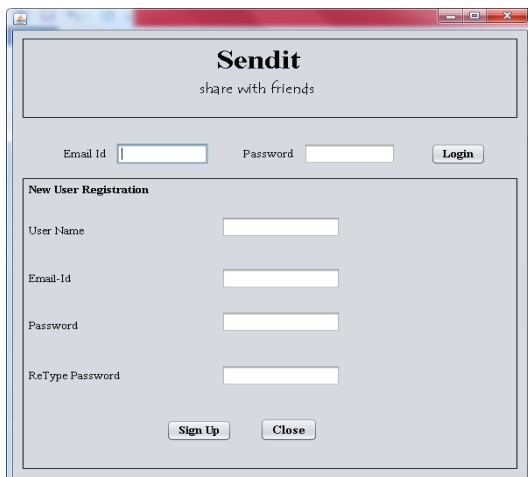 Sendit
share with friends
Email Id Password Login
New User Registration
User Name
Email-Id
Password
ReType Password
Sign Up Close